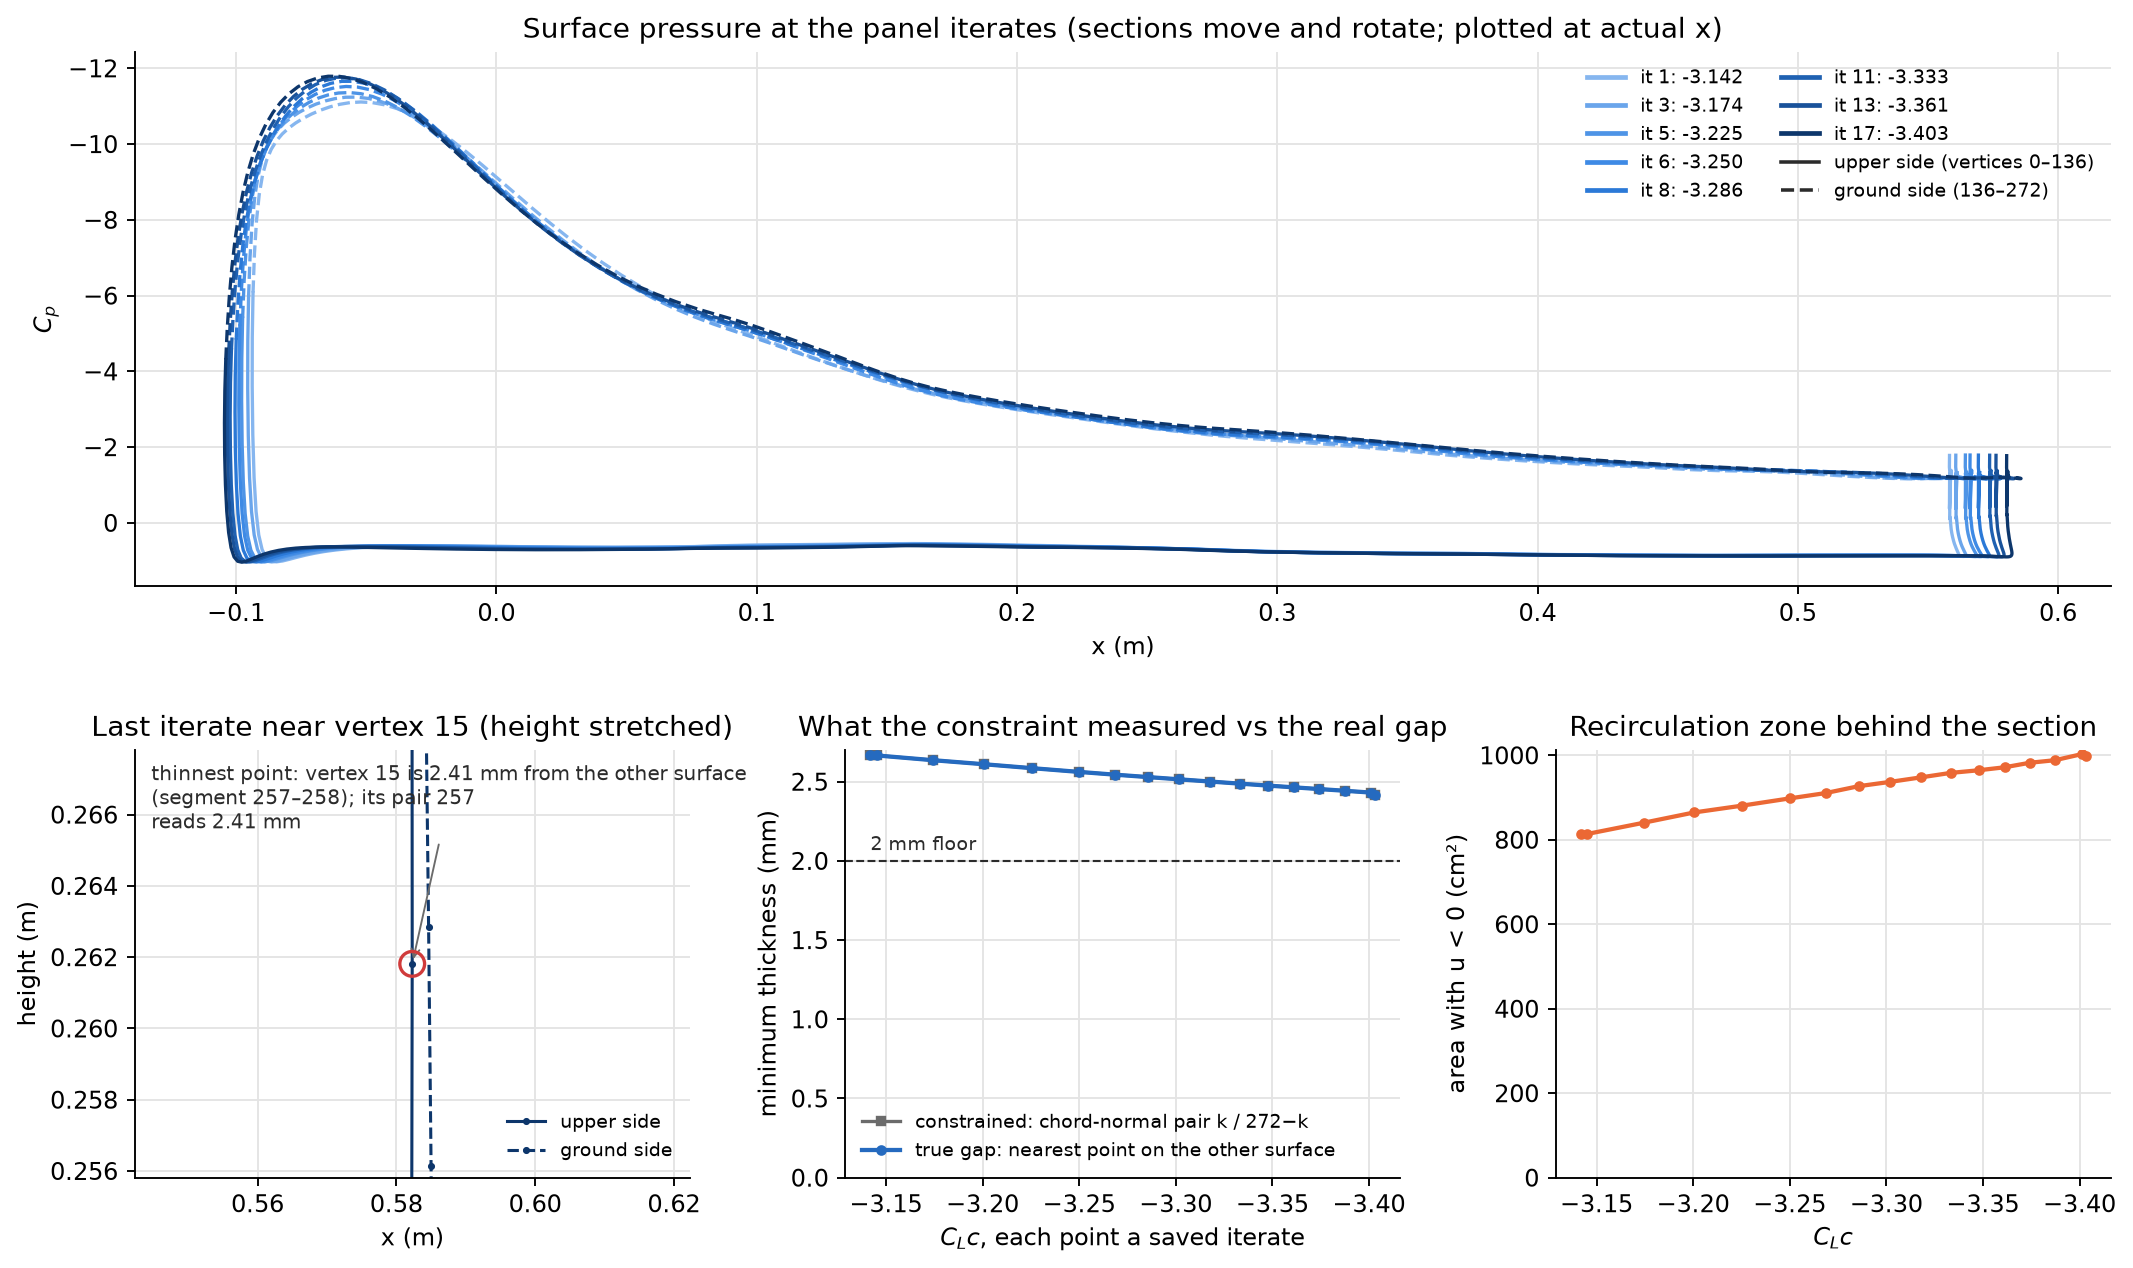 Surface pressure at the panel iterates (sections move and rotate; plotted at actual x)
−12
−10
−8
−6
−4
−2
0
Cp
it 1: -3.142
it 3: -3.174
it 5: -3.225
it 6: -3.250
it 8: -3.286
it 11: -3.333
it 13: -3.361
it 17: -3.403
upper side (vertices 0–136)
ground side (136–272)
−0.1
0.0
0.1
0.2
0.3
0.4
0.5
0.6
x (m)
Last iterate near vertex 15 (height stretched)
thinnest point: vertex 15 is 2.41 mm from the other surface
(segment 257–258); its pair 257
reads 2.41 mm
0.266
0.264
0.262
0.260
0.258
0.256
height (m)
upper side
ground side
0.56
0.58
0.60
0.62
x (m)
What the constraint measured vs the real gap
2.5
2.0
1.5
1.0
0.5
0.0
minimum thickness (mm)
2 mm floor
constrained: chord-normal pair k / 272−k
true gap: nearest point on the other surface
−3.15
−3.20
−3.25
−3.30
−3.35
−3.40
CLc, each point a saved iterate
Recirculation zone behind the section
1000
800
600
400
200
0
area with u < 0 (cm²)
−3.15
−3.20
−3.25
−3.30
−3.35
−3.40
CLc